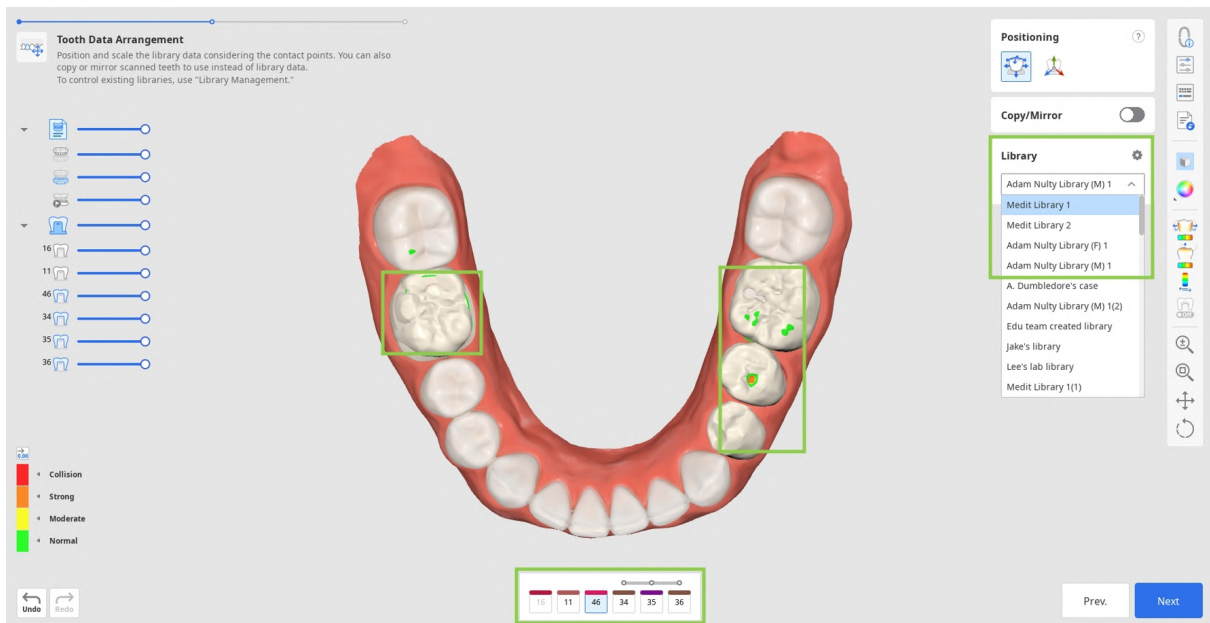 Tooth Data Arrangement
Position and scale the library data considering the contact points. You can also
copy or mirror scanned teeth to use instead of library data.
To control existing libraries, use "Library Management."
16
11
46
34
35
36
0.00
Collision
Strong
Moderate
Normal
Undo
Redo
16
11
46
34
35
36
Positioning
?
Copy/Mirror
Library
Adam Nulty Library (M) 1
Medit Library 1
Medit Library 2
Adam Nulty Library (F) 1
Adam Nulty Library (M) 1
A. Dumbledore's case
Adam Nulty Library (M) 1(2)
Edu team created library
Jake's library
Lee's lab library
Medit Library 1(1)
Prev.
Next